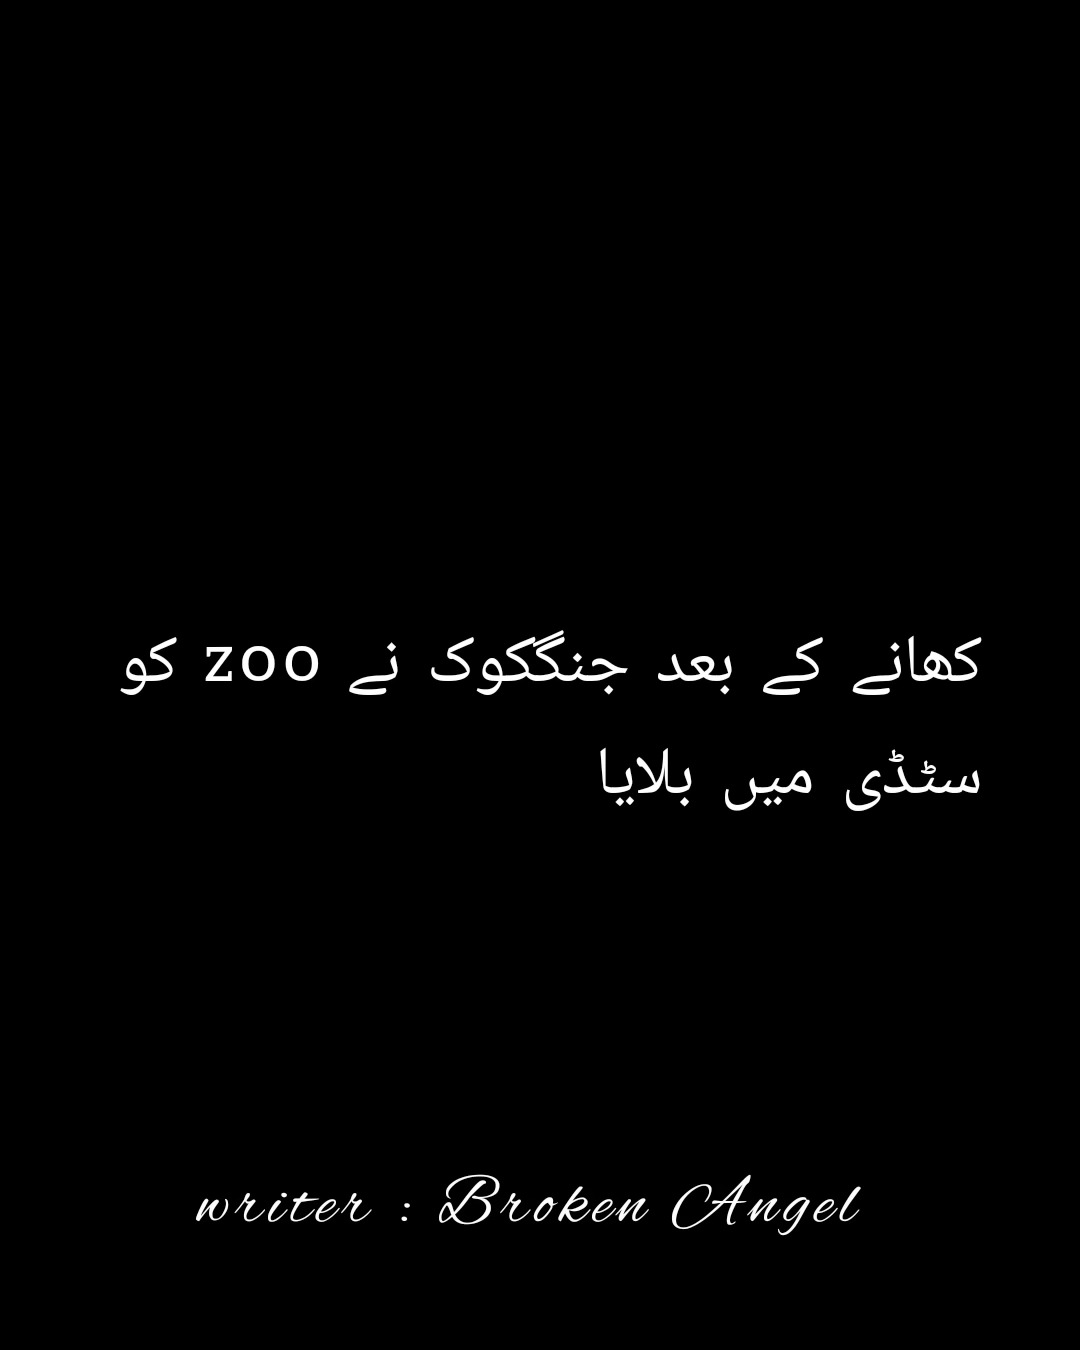 کھانے کے بعد جنگکوک نے zoo کو
سٹڈی میں بلایا
writer : Broken Angel